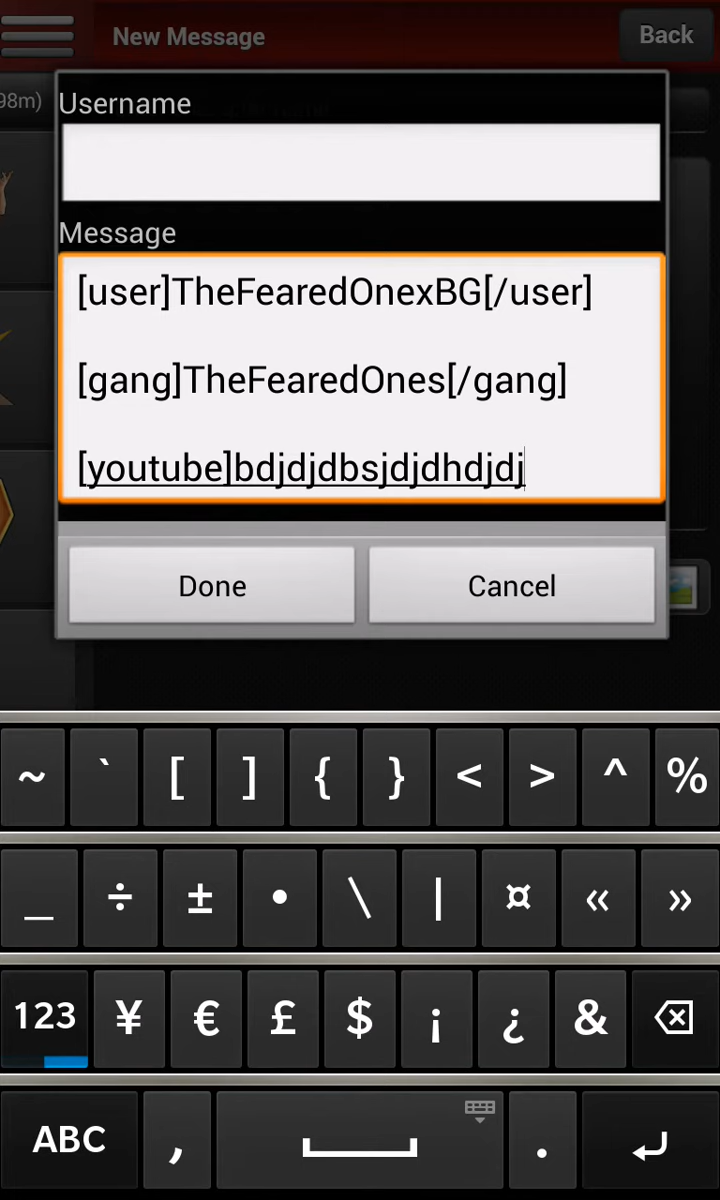 New Message
Back
98m)
Username
Message
[user]TheFearedOnexBG[/user]
[gang]TheFearedOnes[/gang]
[youtube]bdjdjdbsjdjdhdjdj
Done
Cancel
~ ` [ ] { } < > ^ %
_ ÷ ± • \ | ¤ « »
123 ¥ € £ $ ¡ ¿ &
ABC , .